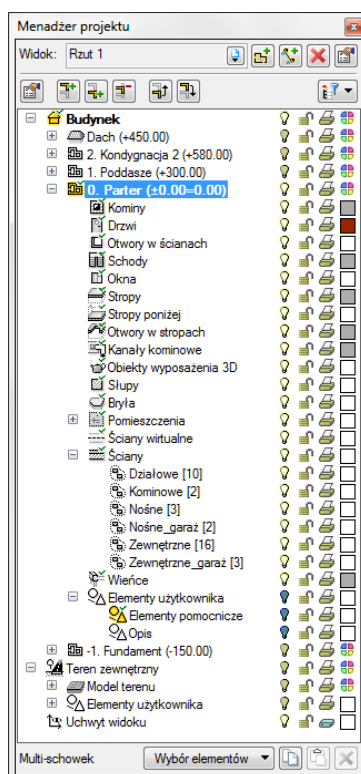 Menadżer projektu
Widok: Rzut 1
Budynek
Dach (+450.00)
2. Kondygnacja 2 (+580.00)
1. Poddasze (+300.00)
0. Parter (±0.00=0.00)
Kominy
Drzwi
Otwory w ścianach
Schody
Okna
Stropy
Stropy poniżej
Otwory w stropach
Kanały kominowe
Obiekty wyposażenia 3D
Słupy
Bryła
Pomieszczenia
Ściany wirtualne
Ściany
Działowe [10]
Kominowe [2]
Nośne [3]
Nośne_garaż [2]
Zewnętrzne [16]
Zewnętrzne_garaż [3]
Wieńce
Elementy użytkownika
Elementy pomocnicze
Opis
-1. Fundament (-150.00)
Teren zewnętrzny
Model terenu
Elementy użytkownika
Uchwyt widoku
Multi-schowek Wybór elementów